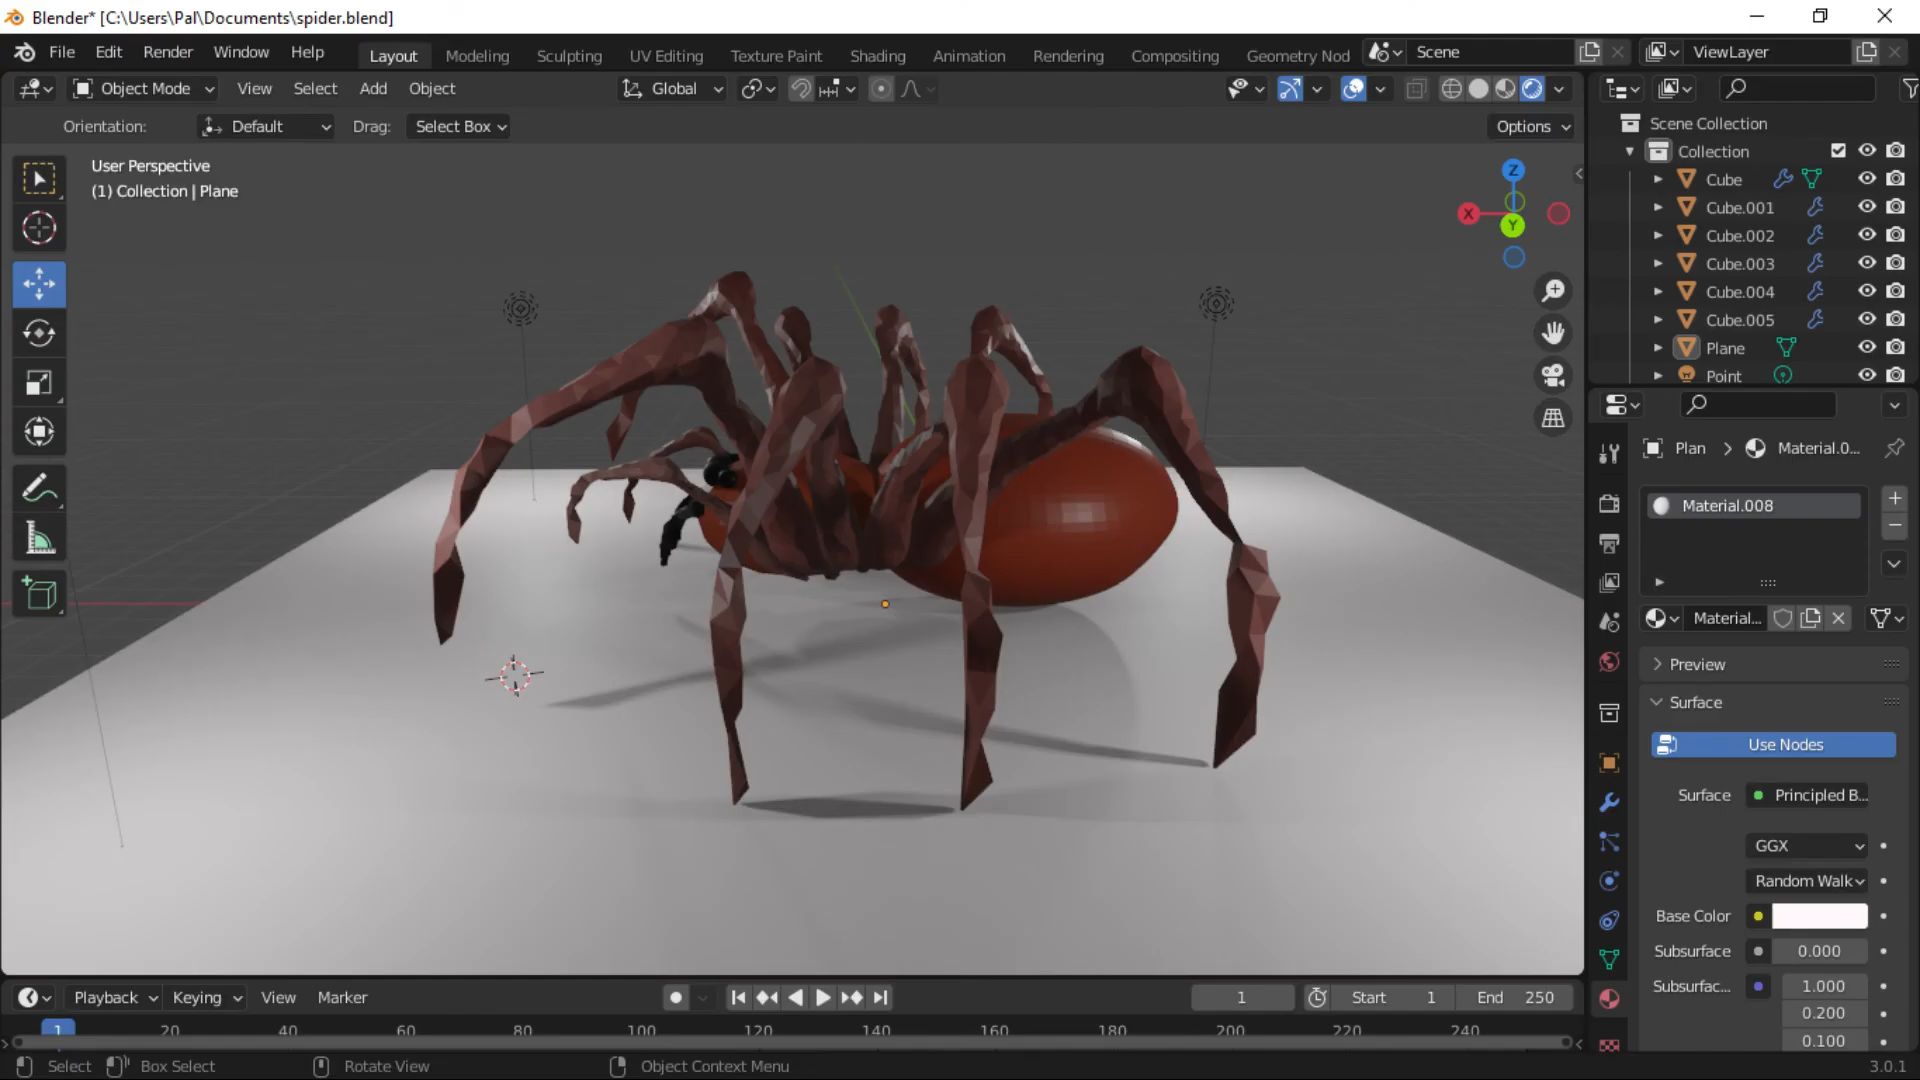 Blender* [C:\Users\Pal\Documents\spider.blend]
File Edit Render Window Help
Layout Modeling Sculpting UV Editing Texture Paint Shading Animation Rendering Compositing Geometry Nod
Scene
ViewLayer
Object Mode View Select Add Object
Global
Orientation: Default Drag: Select Box
Options
User Perspective
(1) Collection | Plane
Z
X
Y
Scene Collection
Collection
Cube
Cube.001
Cube.002
Cube.003
Cube.004
Cube.005
Plane
Point
Plan Material.0...
Material.008
Material...
Preview
Surface
Use Nodes
Surface Principled B...
GGX
Random Walk
Base Color
Subsurface 0.000
Subsurfac... 1.000
0.200
0.100
Playback Keying View Marker
1
Start 1
End 250
1 20 40 60 80 100 120 140 160 180 200 220 240
Select Box Select Rotate View Object Context Menu
3.0.1